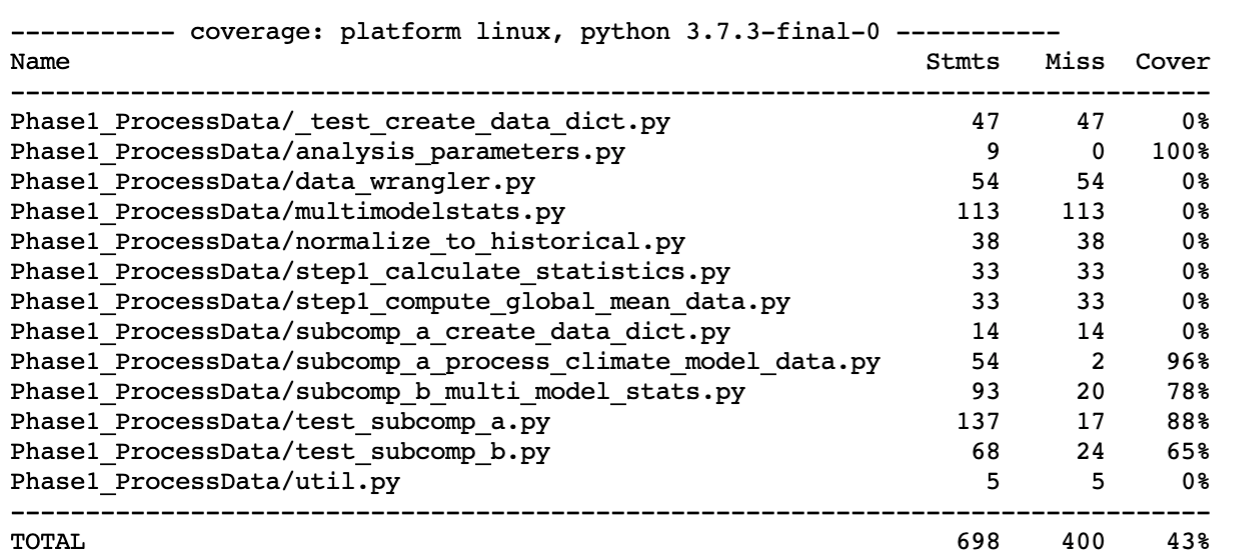 ----------- coverage: platform linux, python 3.7.3-final-0 -----------
Name                                                         Stmts   Miss  Cover
--------------------------------------------------------------------------------
Phase1_ProcessData/_test_create_data_dict.py                    47     47     0%
Phase1_ProcessData/analysis_parameters.py                        9      0   100%
Phase1_ProcessData/data_wrangler.py                             54     54     0%
Phase1_ProcessData/multimodelstats.py                          113    113     0%
Phase1_ProcessData/normalize_to_historical.py                   38     38     0%
Phase1_ProcessData/step1_calculate_statistics.py                33     33     0%
Phase1_ProcessData/step1_compute_global_mean_data.py            33     33     0%
Phase1_ProcessData/subcomp_a_create_data_dict.py                14     14     0%
Phase1_ProcessData/subcomp_a_process_climate_model_data.py      54      2    96%
Phase1_ProcessData/subcomp_b_multi_model_stats.py               93     20    78%
Phase1_ProcessData/test_subcomp_a.py                           137     17    88%
Phase1_ProcessData/test_subcomp_b.py                            68     24    65%
Phase1_ProcessData/util.py                                       5      5     0%
--------------------------------------------------------------------------------
TOTAL                                                          698    400    43%